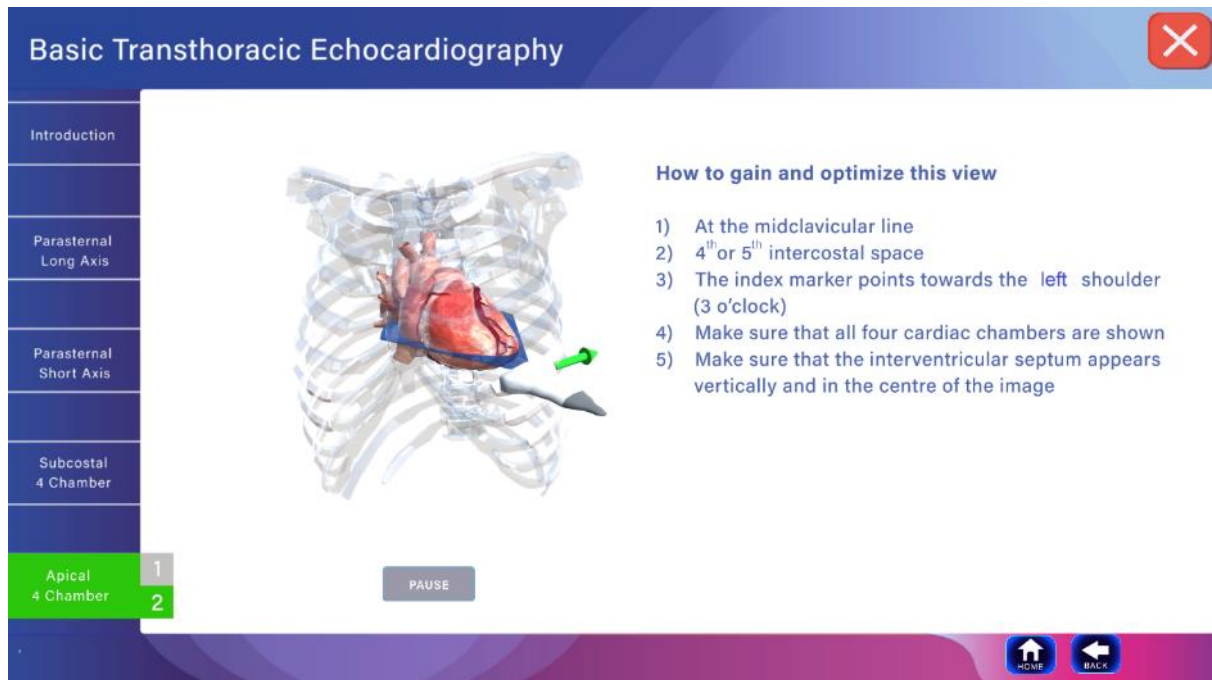 Basic Transthoracic Echocardiography
Introduction
Parasternal
Long Axis
Parasternal
Short Axis
Subcostal
4 Chamber
Apical
4 Chamber
1
2
How to gain and optimize this view
1) At the midclavicular line
2) 4th or 5th intercostal space
3) The index marker points towards the left shoulder
(3 o'clock)
4) Make sure that all four cardiac chambers are shown
5) Make sure that the interventricular septum appears
vertically and in the centre of the image
PAUSE
HOME
BACK